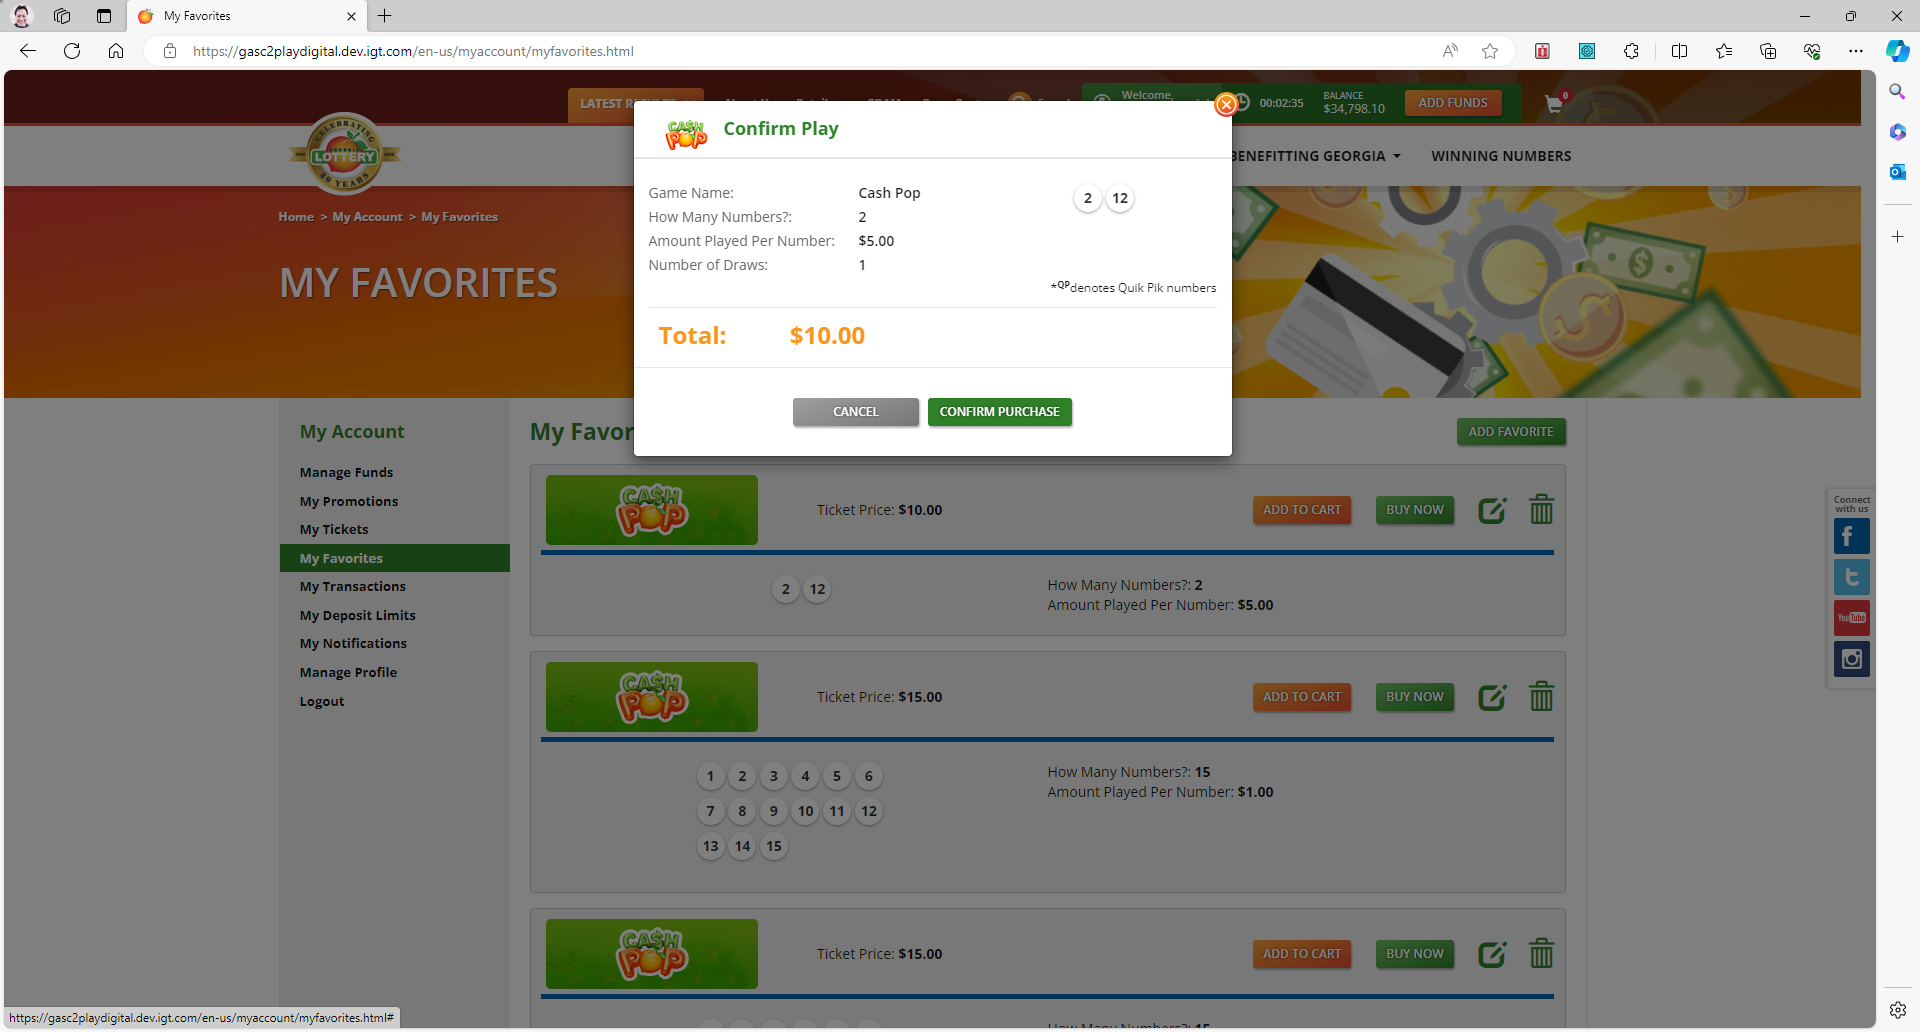 My Favorites
https://gasc2playdigital.dev.igt.com/en-us/myaccount/myfavorites.html
LATEST
Welcome,
00:02:35
BALANCE
$34,798.10
ADD FUNDS
0
CELEBRATING
GEORGIA
LOTTERY
30 YEARS
BENEFITTING GEORGIA
WINNING NUMBERS
Home > My Account > My Favorites
MY FAVORITES
CASH POP
Confirm Play
Game Name: Cash Pop
2 12
How Many Numbers?: 2
Amount Played Per Number: $5.00
Number of Draws: 1
*QPdenotes Quik Pik numbers
Total: $10.00
CANCEL
CONFIRM PURCHASE
My Account
Manage Funds
My Promotions
My Tickets
My Favorites
My Transactions
My Deposit Limits
My Notifications
Manage Profile
Logout
My Favor
ADD FAVORITE
CA$H POP
Ticket Price: $10.00
ADD TO CART
BUY NOW
2 12
How Many Numbers?: 2
Amount Played Per Number: $5.00
CA$H POP
Ticket Price: $15.00
ADD TO CART
BUY NOW
1 2 3 4 5 6
7 8 9 10 11 12
13 14 15
How Many Numbers?: 15
Amount Played Per Number: $1.00
CA$H POP
Ticket Price: $15.00
ADD TO CART
BUY NOW
How Many Numbers?: 15
Connect
with us
YouTube
https://gasc2playdigital.dev.igt.com/en-us/myaccount/myfavorites.html#